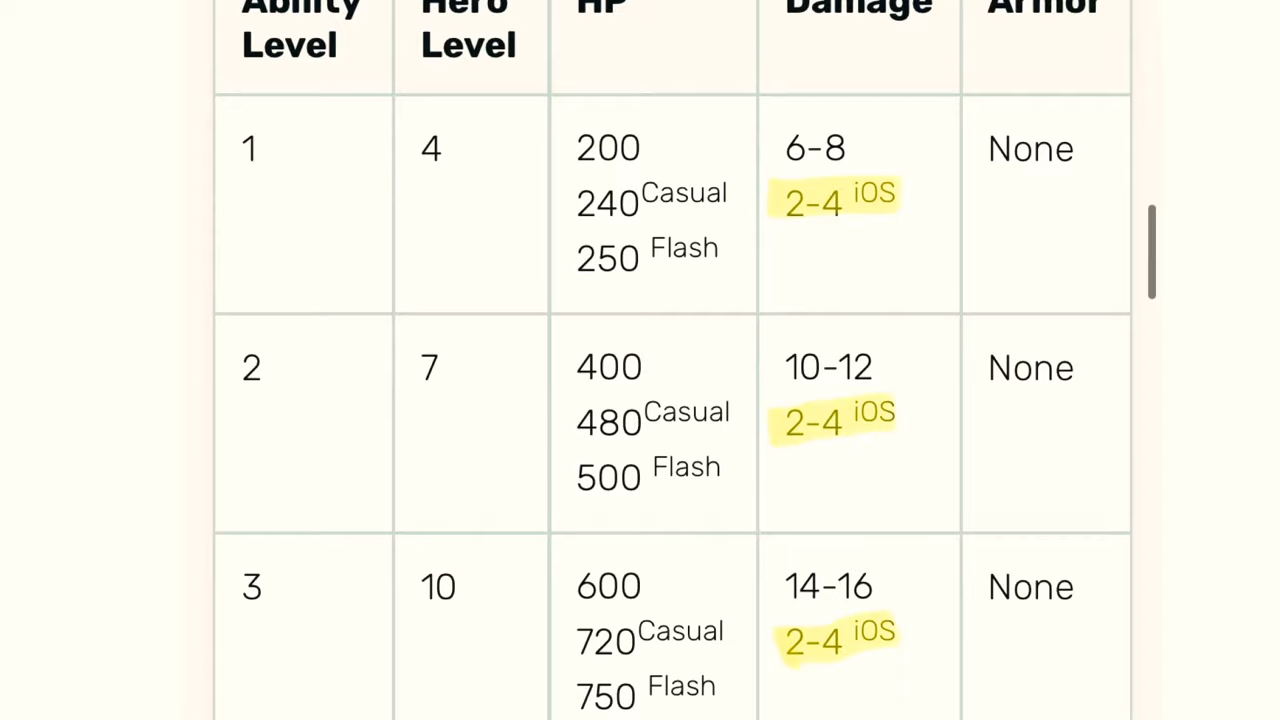 Ability Hero HP Damage Armor
Level Level
1 4 200 6-8 None
240Casual 2-4 iOS
250 Flash
2 7 400 10-12 None
480Casual 2-4 iOS
500 Flash
3 10 600 14-16 None
720Casual 2-4 iOS
750 Flash